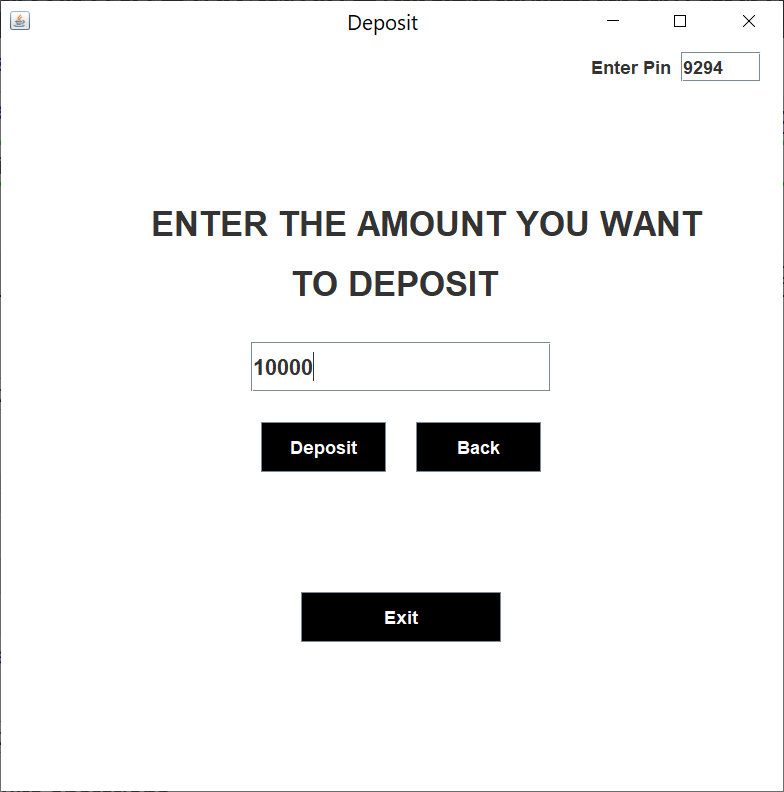 Deposit
Enter Pin 9294
ENTER THE AMOUNT YOU WANT
TO DEPOSIT
10000
Deposit Back
Exit